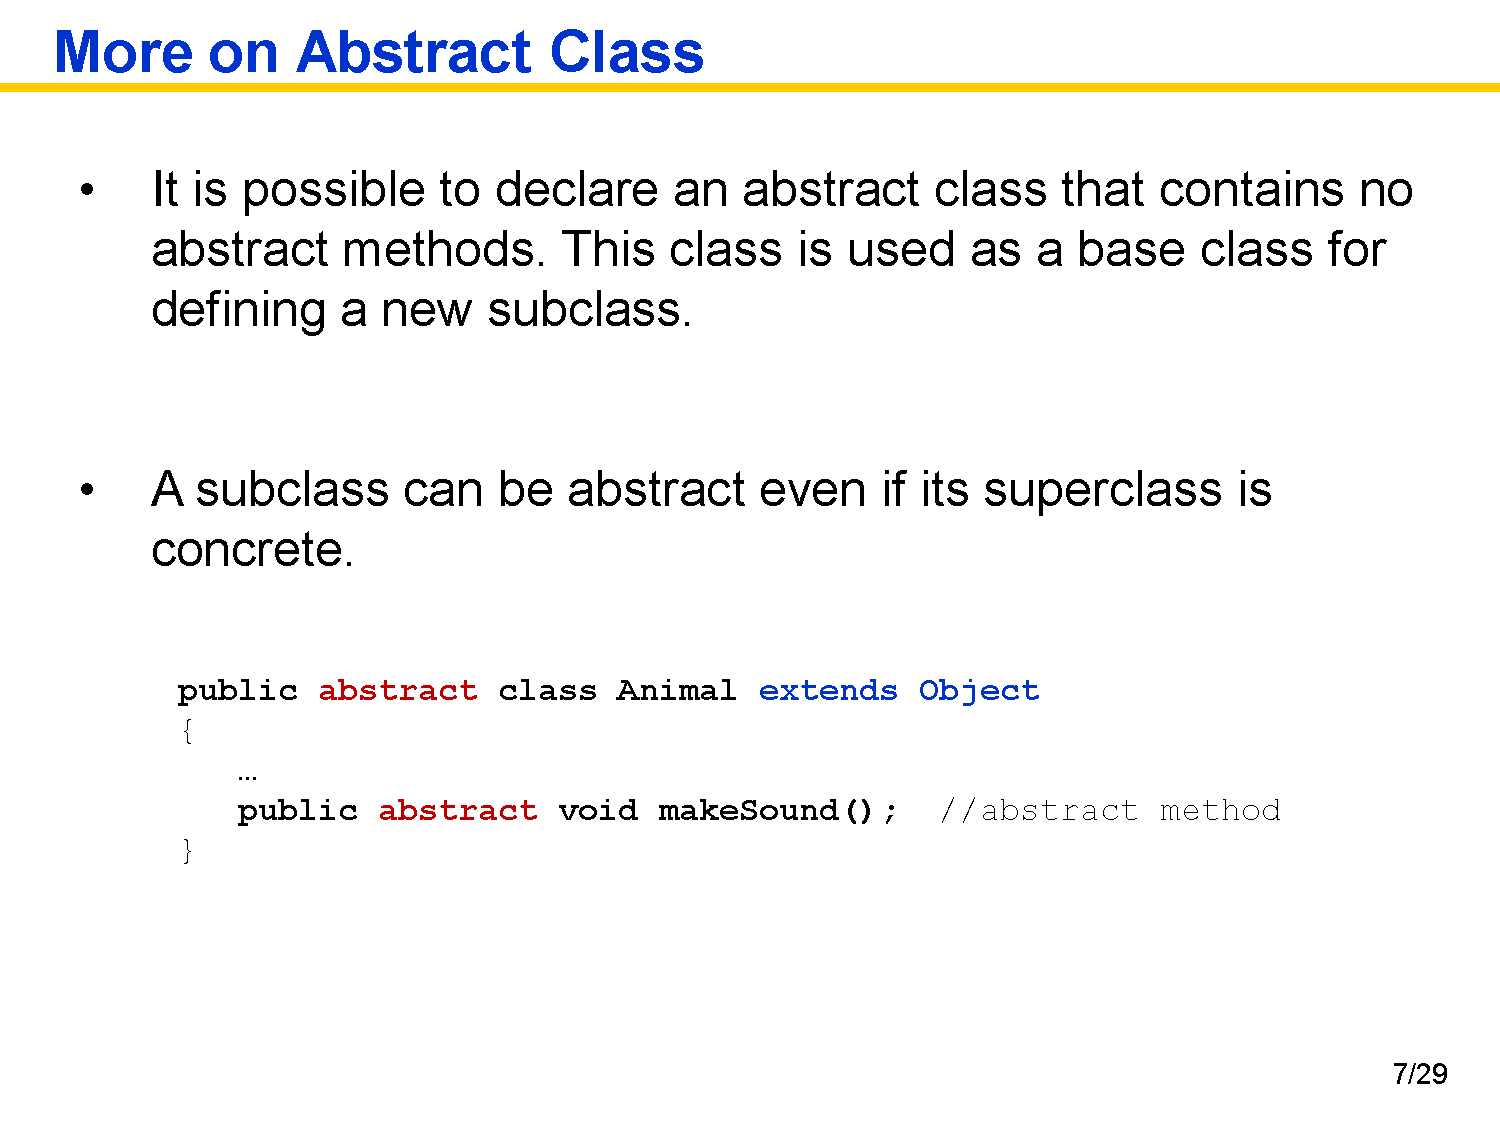 More on Abstract Class
• It is possible to declare an abstract class that contains no
abstract methods. This class is used as a base class for
defining a new subclass.
• A subclass can be abstract even if its superclass is
concrete.
public abstract class Animal extends Object
{
…
public abstract void makeSound(); //abstract method
}
7/29